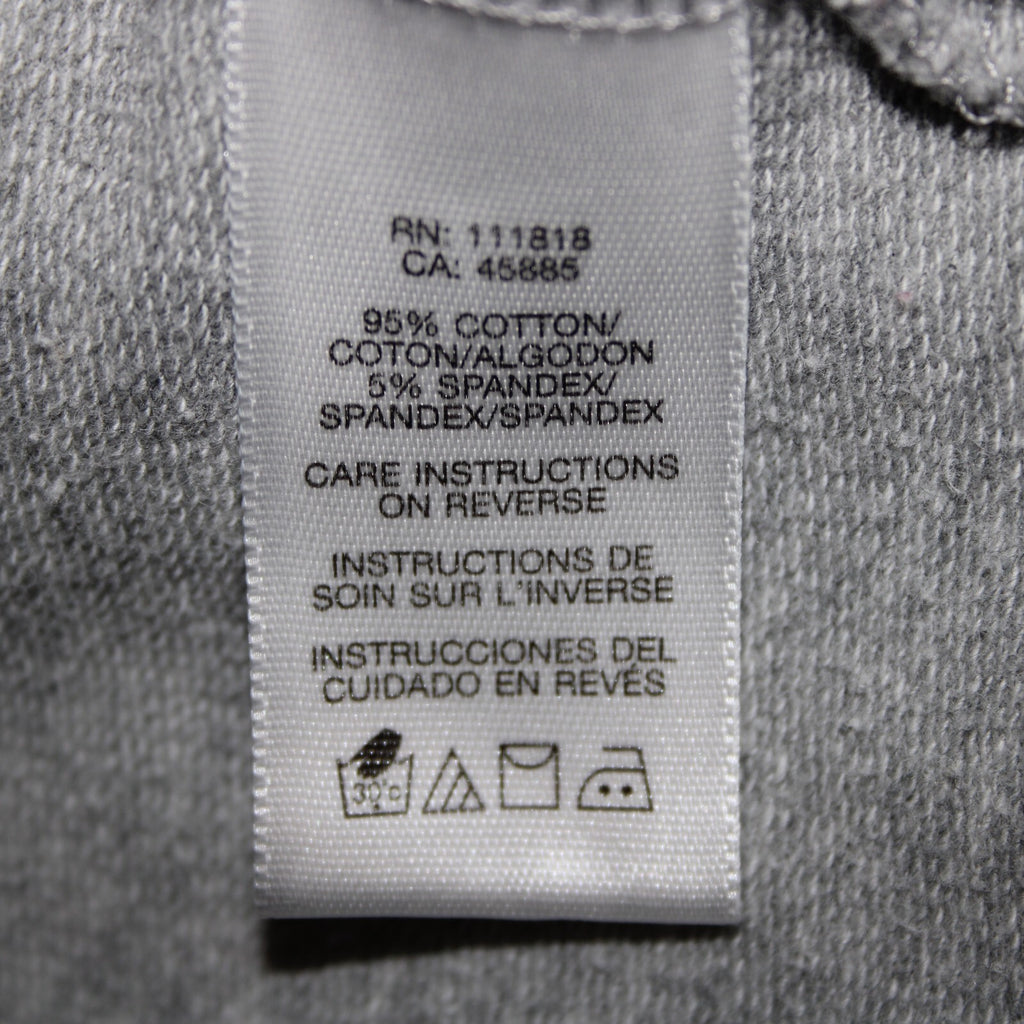 RN: 111818
CA: 45885
95% COTTON/
COTON/ALGODON
5% SPANDEX/
SPANDEX/SPANDEX
CARE INSTRUCTIONS
ON REVERSE
INSTRUCTIONS DE
SOIN SUR L'INVERSE
INSTRUCCIONES DEL
CUIDADO EN REVÉS
30°c